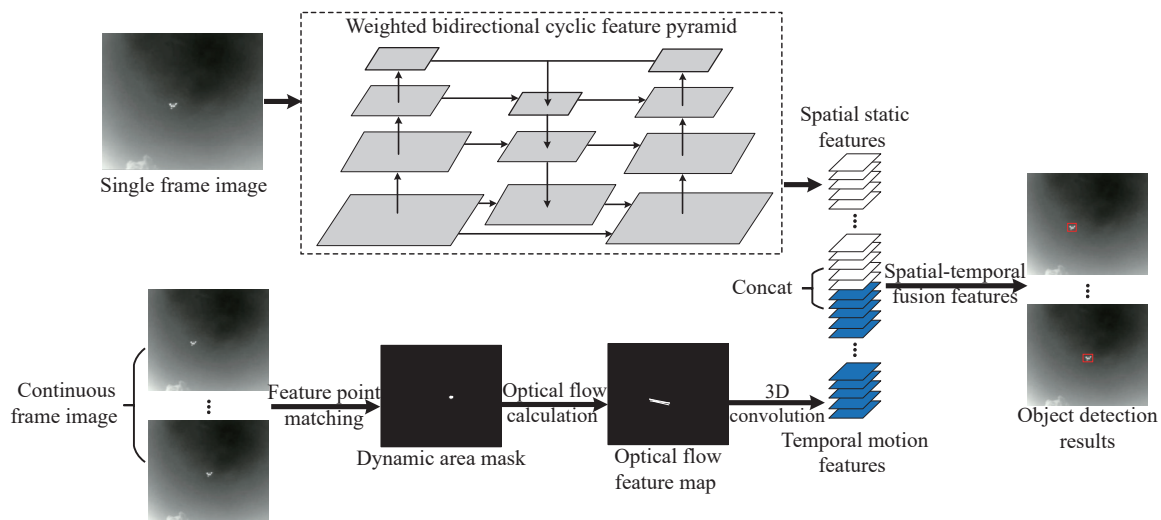 Weighted bidirectional cyclic feature pyramid
Single frame image
Spatial static
features
Concat
Spatial-temporal
fusion features
Continuous
frame image
Feature point
matching
Dynamic area mask
Optical flow
calculation
Optical flow
feature map
3D
convolution
Temporal motion
features
Object detection
results